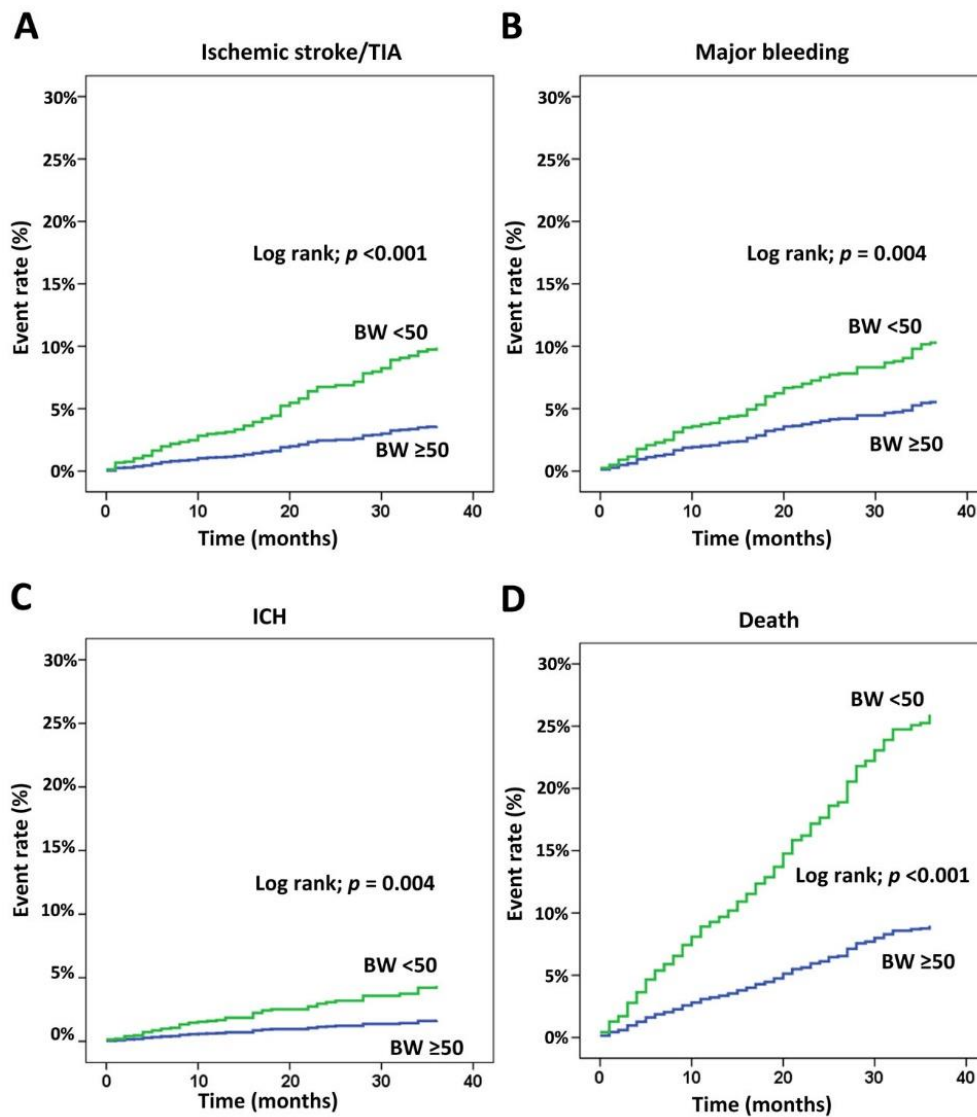 A
Ischemic stroke/TIA
30%
25%
20%
15%
10%
5%
0%
Event rate (%)
Log rank; p <0.001
BW <50
BW ≥50
0 10 20 30 40
Time (months)
B
Major bleeding
30%
25%
20%
15%
10%
5%
0%
Event rate (%)
Log rank; p = 0.004
BW <50
BW ≥50
0 10 20 30 40
Time (months)
C
ICH
30%
25%
20%
15%
10%
5%
0%
Event rate (%)
Log rank; p = 0.004
BW <50
BW ≥50
0 10 20 30 40
Time (months)
D
Death
30%
25%
20%
15%
10%
5%
0%
Event rate (%)
BW <50
Log rank; p <0.001
BW ≥50
0 10 20 30 40
Time (months)